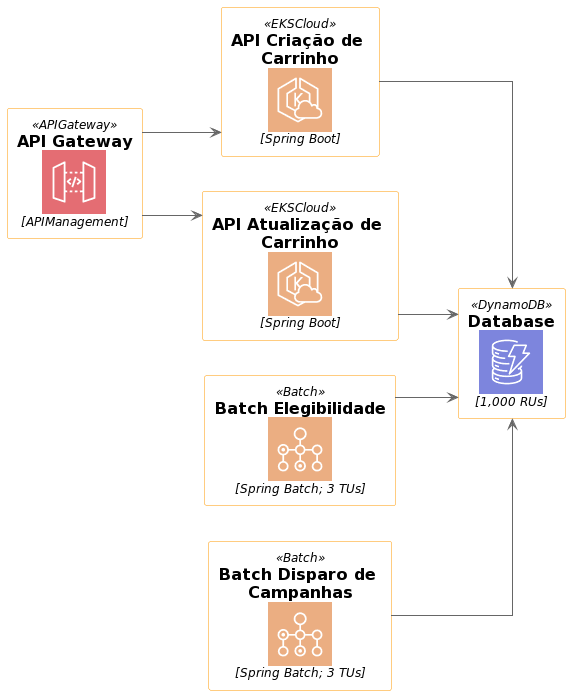 «EKSCloud»
API Criação de
Carrinho
[Spring Boot]
«APIGateway»
API Gateway
[APIManagement]
«EKSCloud»
API Atualização de
Carrinho
[Spring Boot]
«DynamoDB»
Database
[1,000 RUs]
«Batch»
Batch Elegibilidade
[Spring Batch; 3 TUs]
«Batch»
Batch Disparo de
Campanhas
[Spring Batch; 3 TUs]